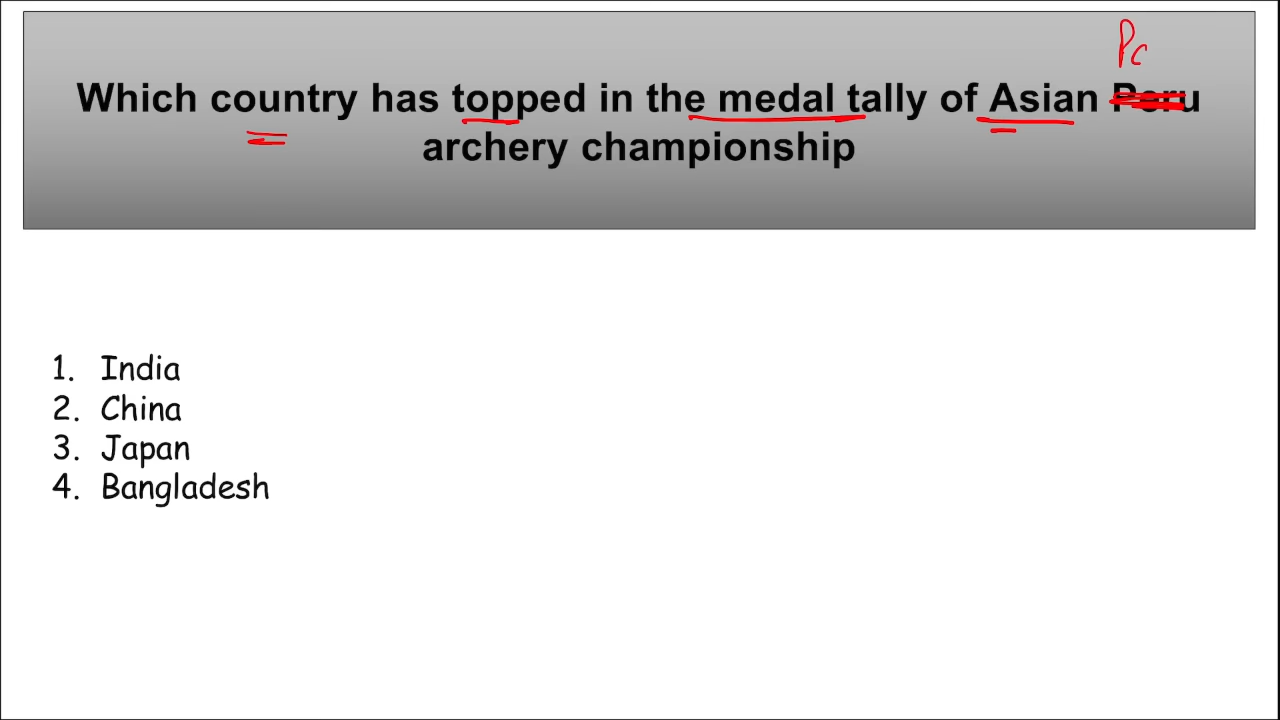 Pc
Which country has topped in the medal tally of Asian Peru
archery championship
1. India
2. China
3. Japan
4. Bangladesh